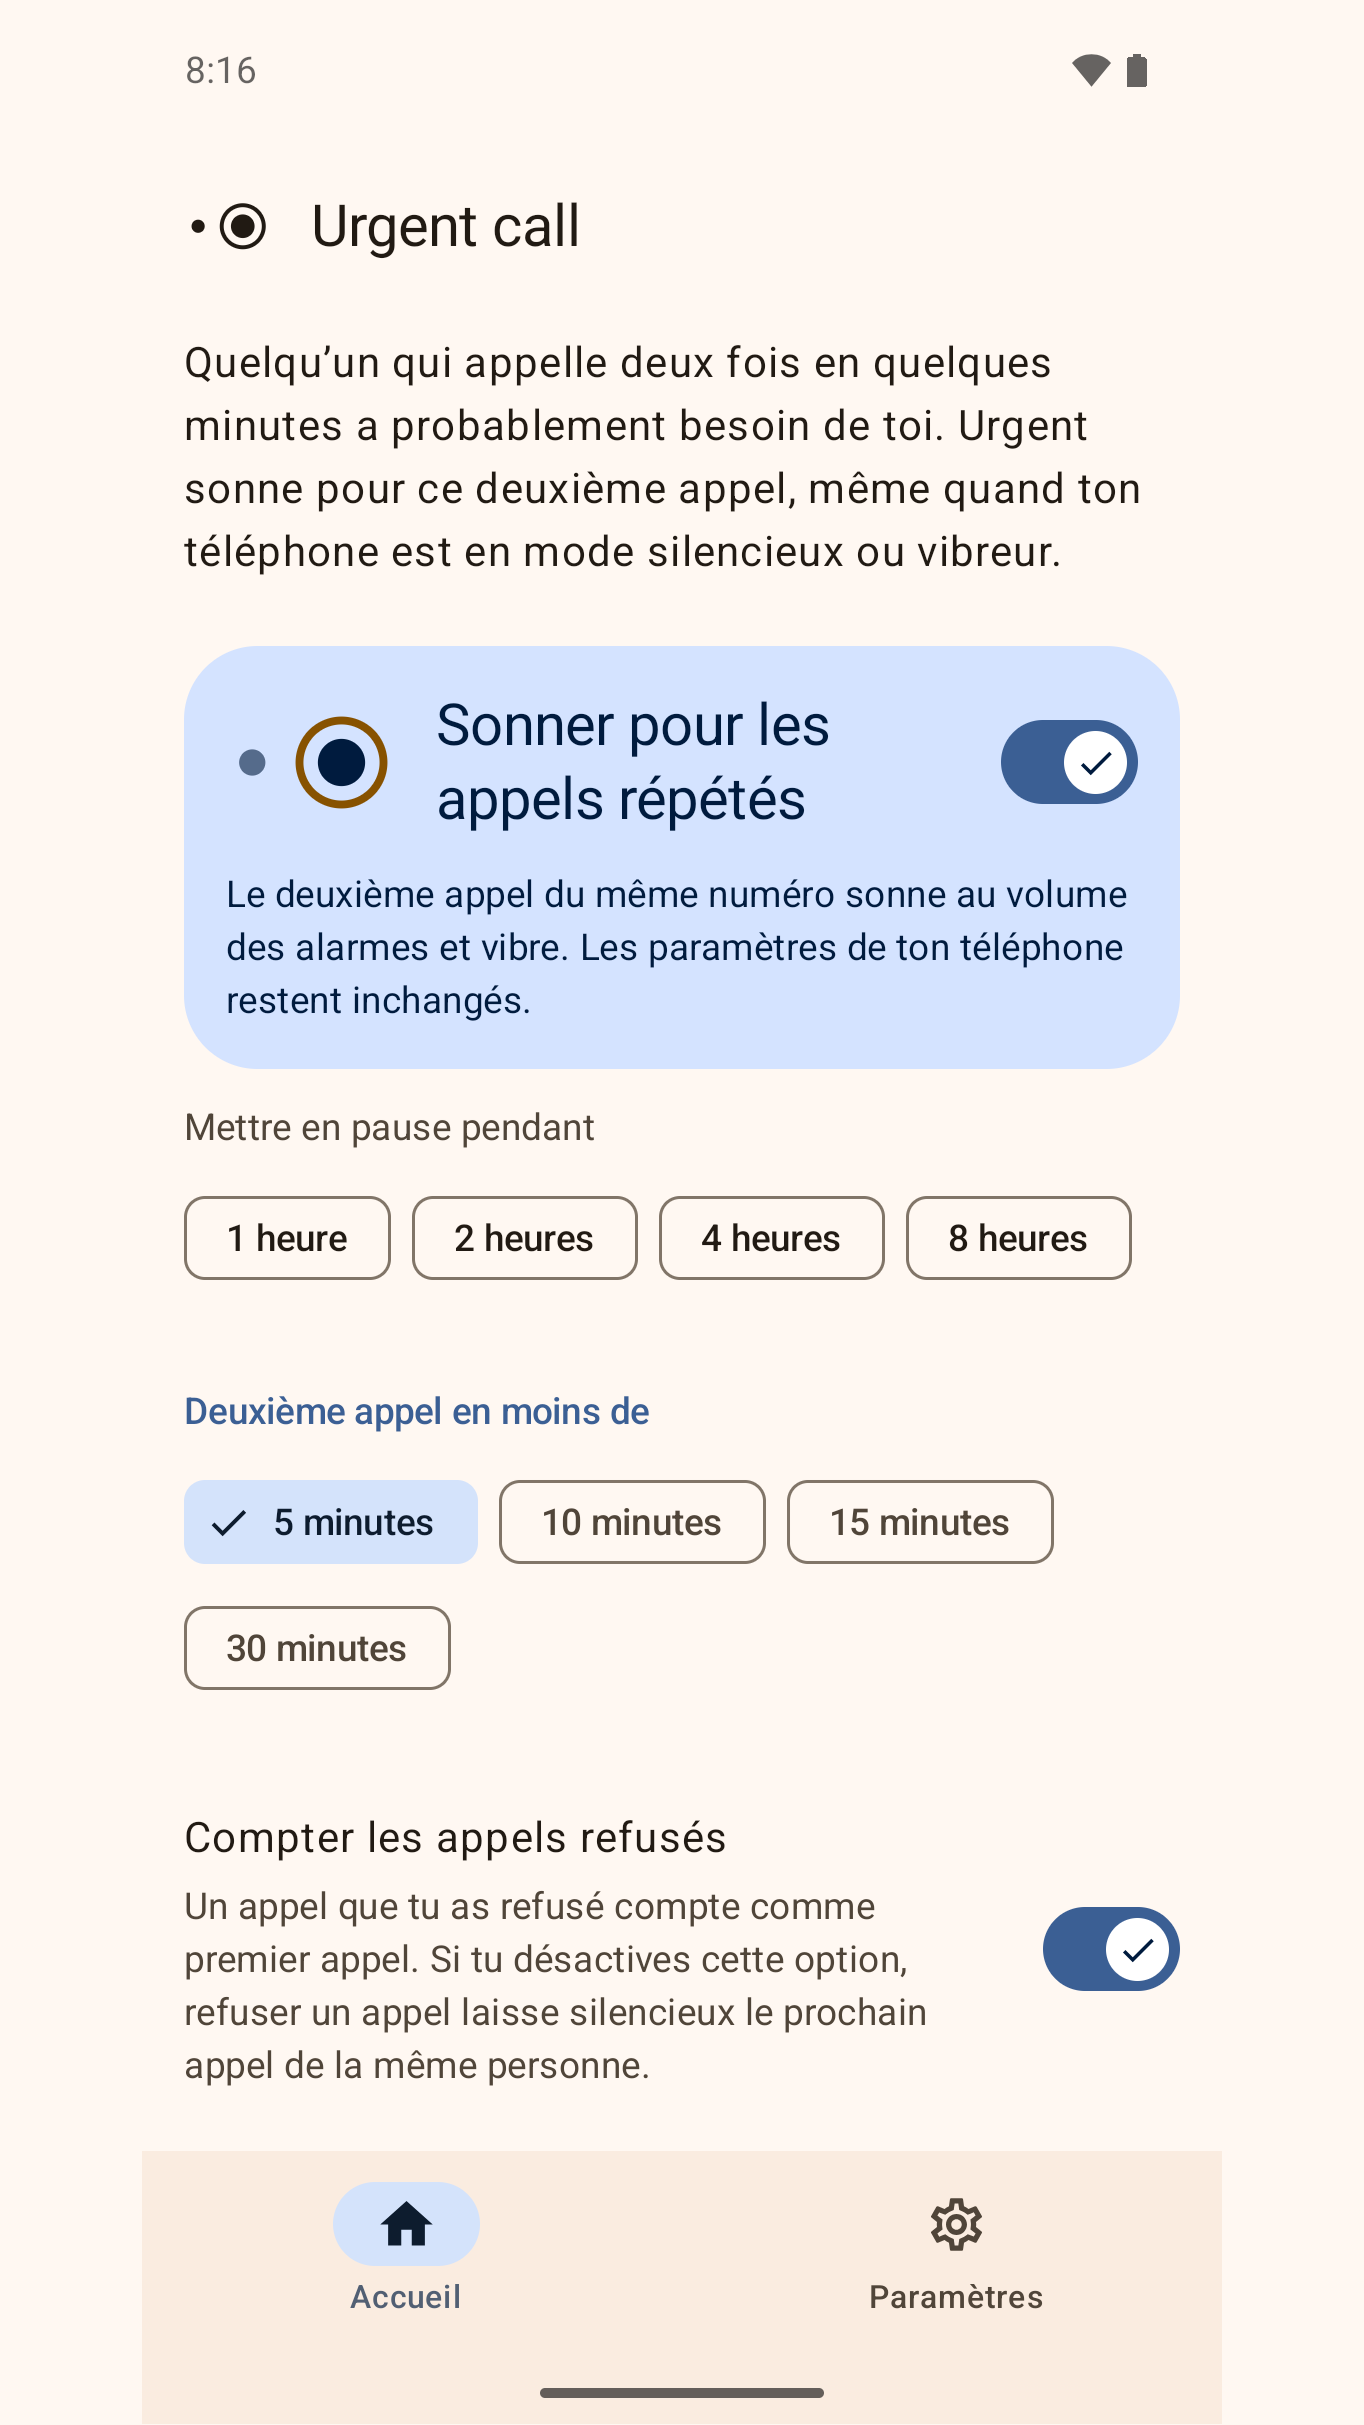 8:16
Urgent call
Quelqu’un qui appelle deux fois en quelques
minutes a probablement besoin de toi. Urgent
sonne pour ce deuxième appel, même quand ton
téléphone est en mode silencieux ou vibreur.
Sonner pour les
appels répétés
Le deuxième appel du même numéro sonne au volume
des alarmes et vibre. Les paramètres de ton téléphone
restent inchangés.
Mettre en pause pendant
1 heure
2 heures
4 heures
8 heures
Deuxième appel en moins de
5 minutes
10 minutes
15 minutes
30 minutes
Compter les appels refusés
Un appel que tu as refusé compte comme
premier appel. Si tu désactives cette option,
refuser un appel laisse silencieux le prochain
appel de la même personne.
Accueil
Paramètres